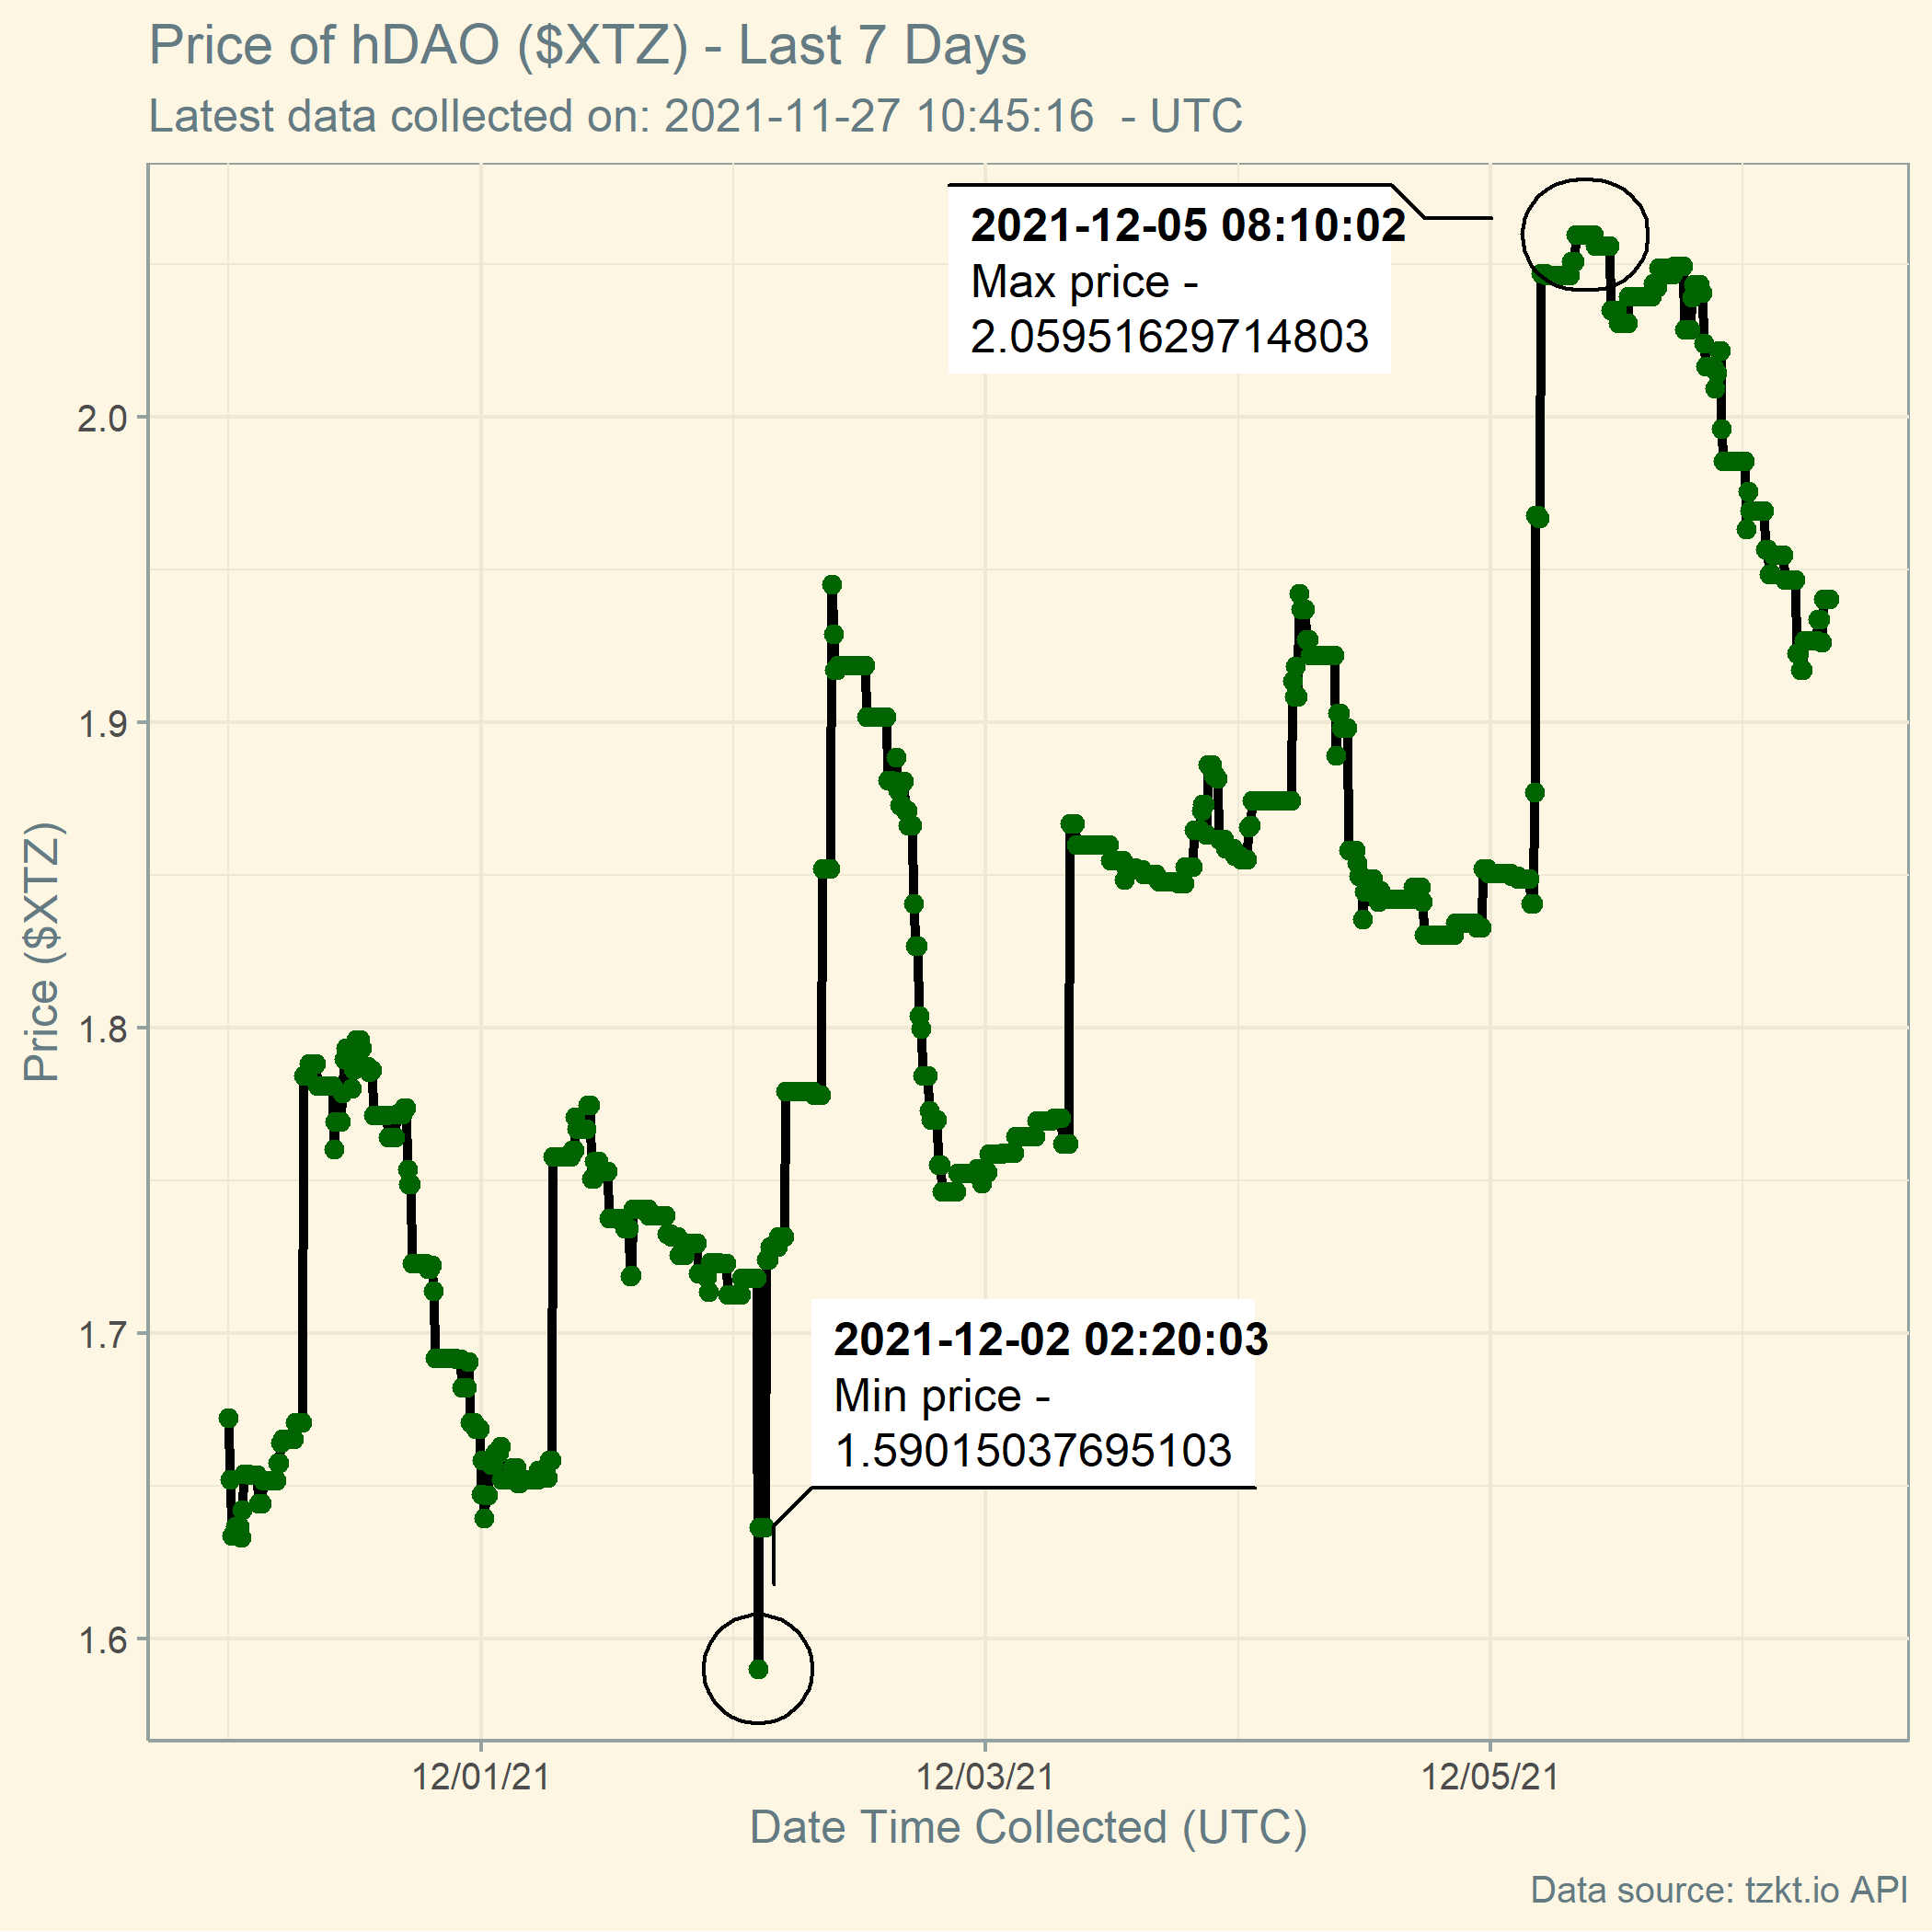 Price of hDAO ($XTZ) - Last 7 Days
Latest data collected on: 2021-11-27 10:45:16  - UTC
2021-12-05 08:10:02
Max price -
2.05951629714803
2.0
1.9
1.8
1.7
1.6
Price ($XTZ)
2021-12-02 02:20:03
Min price -
1.59015037695103
12/01/21
12/03/21
12/05/21
Date Time Collected (UTC)
Data source: tzkt.io API